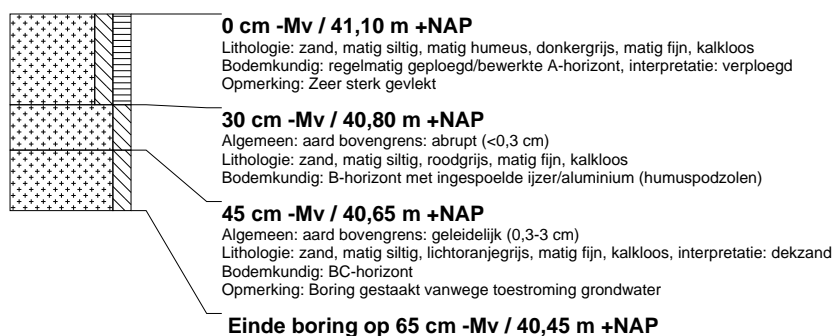 0 cm -Mv / 41,10 m +NAP
Lithologie: zand, matig siltig, matig humeus, donkergrijs, matig fijn, kalkloos
Bodemkundig: regelmatig geploegd/bewerkte A-horizont, interpretatie: verploegd
Opmerking: Zeer sterk gevlekt
30 cm -Mv / 40,80 m +NAP
Algemeen: aard bovengrens: abrupt (<0,3 cm)
Lithologie: zand, matig siltig, roodgrijs, matig fijn, kalkloos
Bodemkundig: B-horizont met ingespoelde ijzer/aluminium (humuspodzolen)
45 cm -Mv / 40,65 m +NAP
Algemeen: aard bovengrens: geleidelijk (0,3-3 cm)
Lithologie: zand, matig siltig, lichtoranjegrijs, matig fijn, kalkloos, interpretatie: dekzand
Bodemkundig: BC-horizont
Opmerking: Boring gestaakt vanwege toestroming grondwater
Einde boring op 65 cm -Mv / 40,45 m +NAP